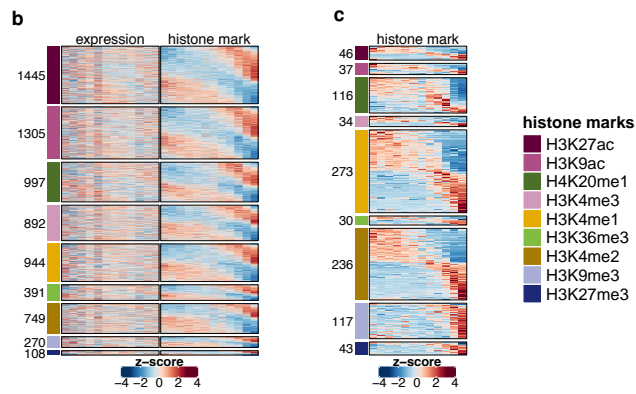 b
expression histone mark
1445
1305
997
892
944
391
749
270
108
z−score
−4 −2 0 2 4
c
histone mark
46
37
116
34
273
30
236
117
43
z−score
−4 −2 0 2 4
histone marks
H3K27ac
H3K9ac
H4K20me1
H3K4me3
H3K4me1
H3K36me3
H3K4me2
H3K9me3
H3K27me3